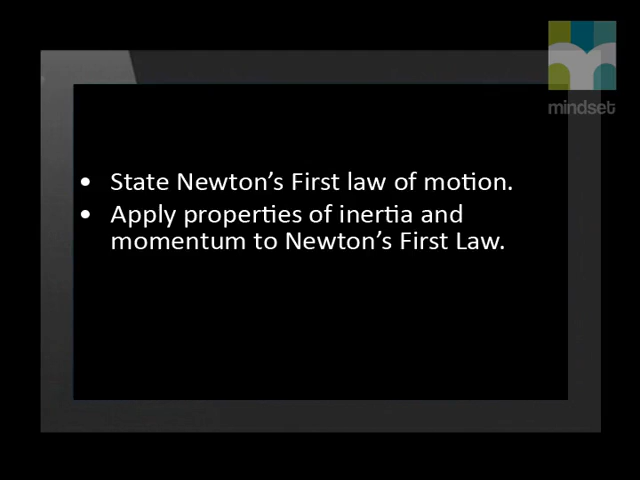 mindset
• State Newton's First law of motion.
• Apply properties of inertia and
momentum to Newton's First Law.